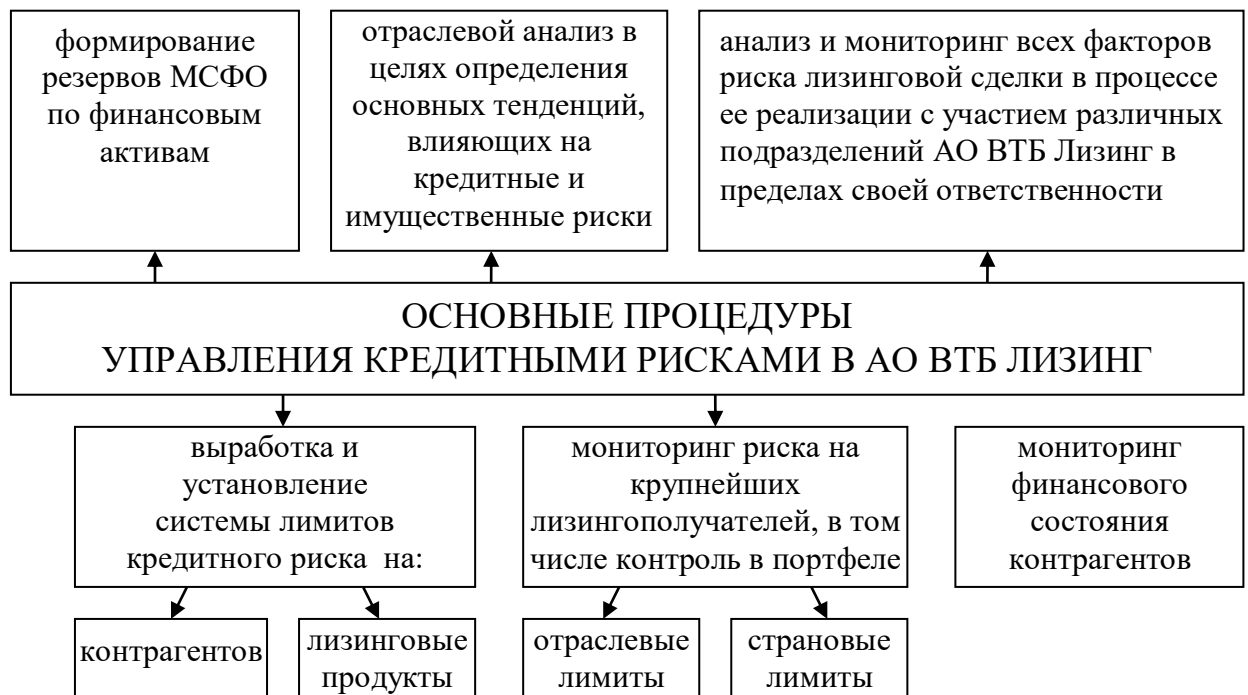 формирование
резервов МСФО
по финансовым
активам
отраслевой анализ в
целях определения
основных тенденций,
влияющих на
кредитные и
имущественные риски
анализ и мониторинг всех факторов
риска лизинговой сделки в процессе
ее реализации с участием различных
подразделений АО ВТБ Лизинг в
пределах своей ответственности
ОСНОВНЫЕ ПРОЦЕДУРЫ
УПРАВЛЕНИЯ КРЕДИТНЫМИ РИСКАМИ В АО ВТБ ЛИЗИНГ
выработка и
установление
системы лимитов
кредитного риска на:
мониторинг риска на
крупнейших
лизингополучателей, в том
числе контроль в портфеле
мониторинг
финансового
состояния
контрагентов
контрагентов
лизинговые
продукты
отраслевые
лимиты
страновые
лимиты